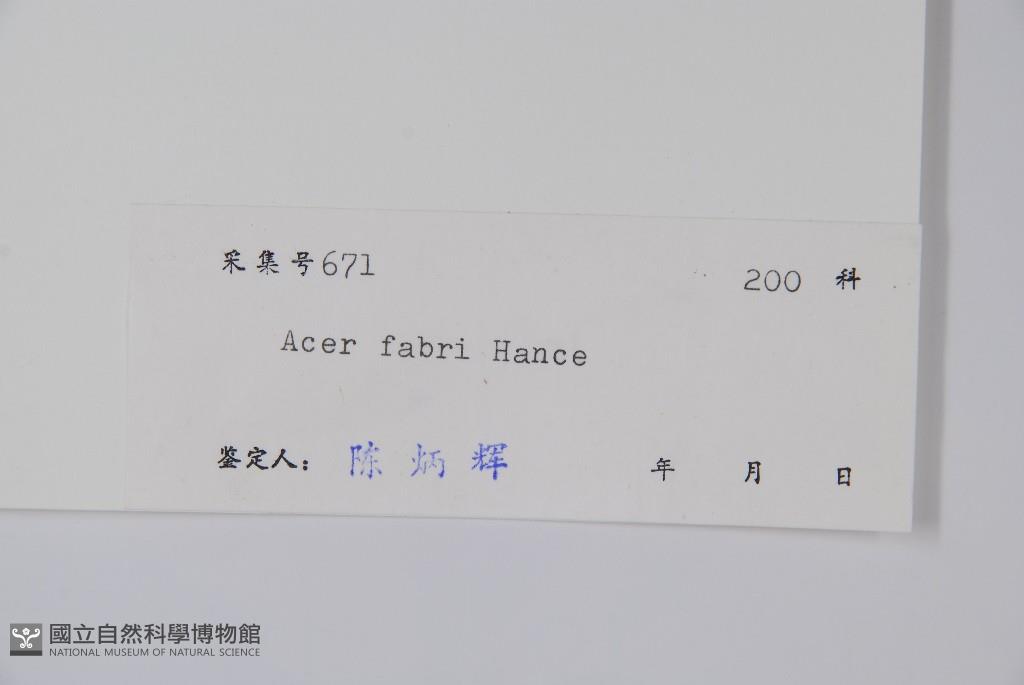 采集号671 200 科
Acer fabri Hance
鉴定人: 陈炳辉 年 月 日
國立自然科學博物館
NATIONAL MUSEUM OF NATURAL SCIENCE